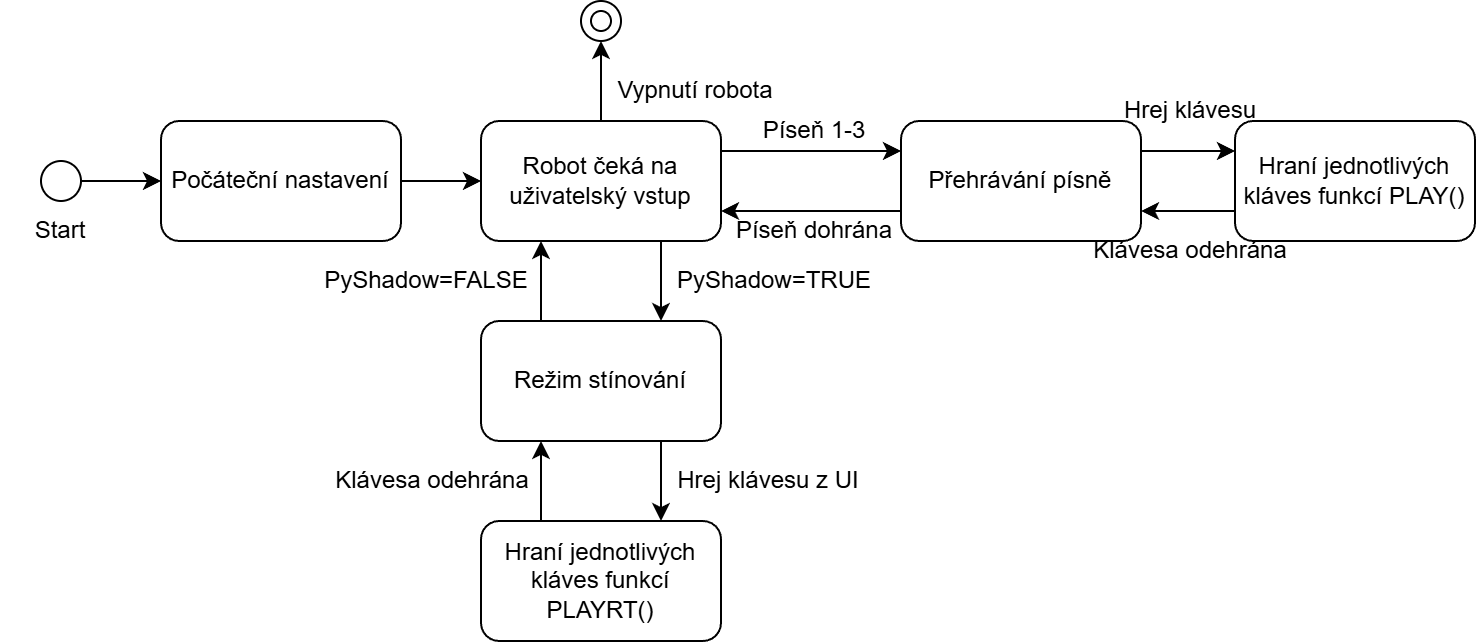 Vypnutí robota
Píseň 1-3
Hrej klávesu
Počáteční nastavení
Robot čeká na
uživatelský vstup
Přehrávání písně
Hraní jednotlivých
kláves funkcí PLAY()
Start
Píseň dohrána
Klávesa odehrána
PyShadow=FALSE
PyShadow=TRUE
Režim stínování
Klávesa odehrána
Hrej klávesu z UI
Hraní jednotlivých
kláves funkcí
PLAYRT()